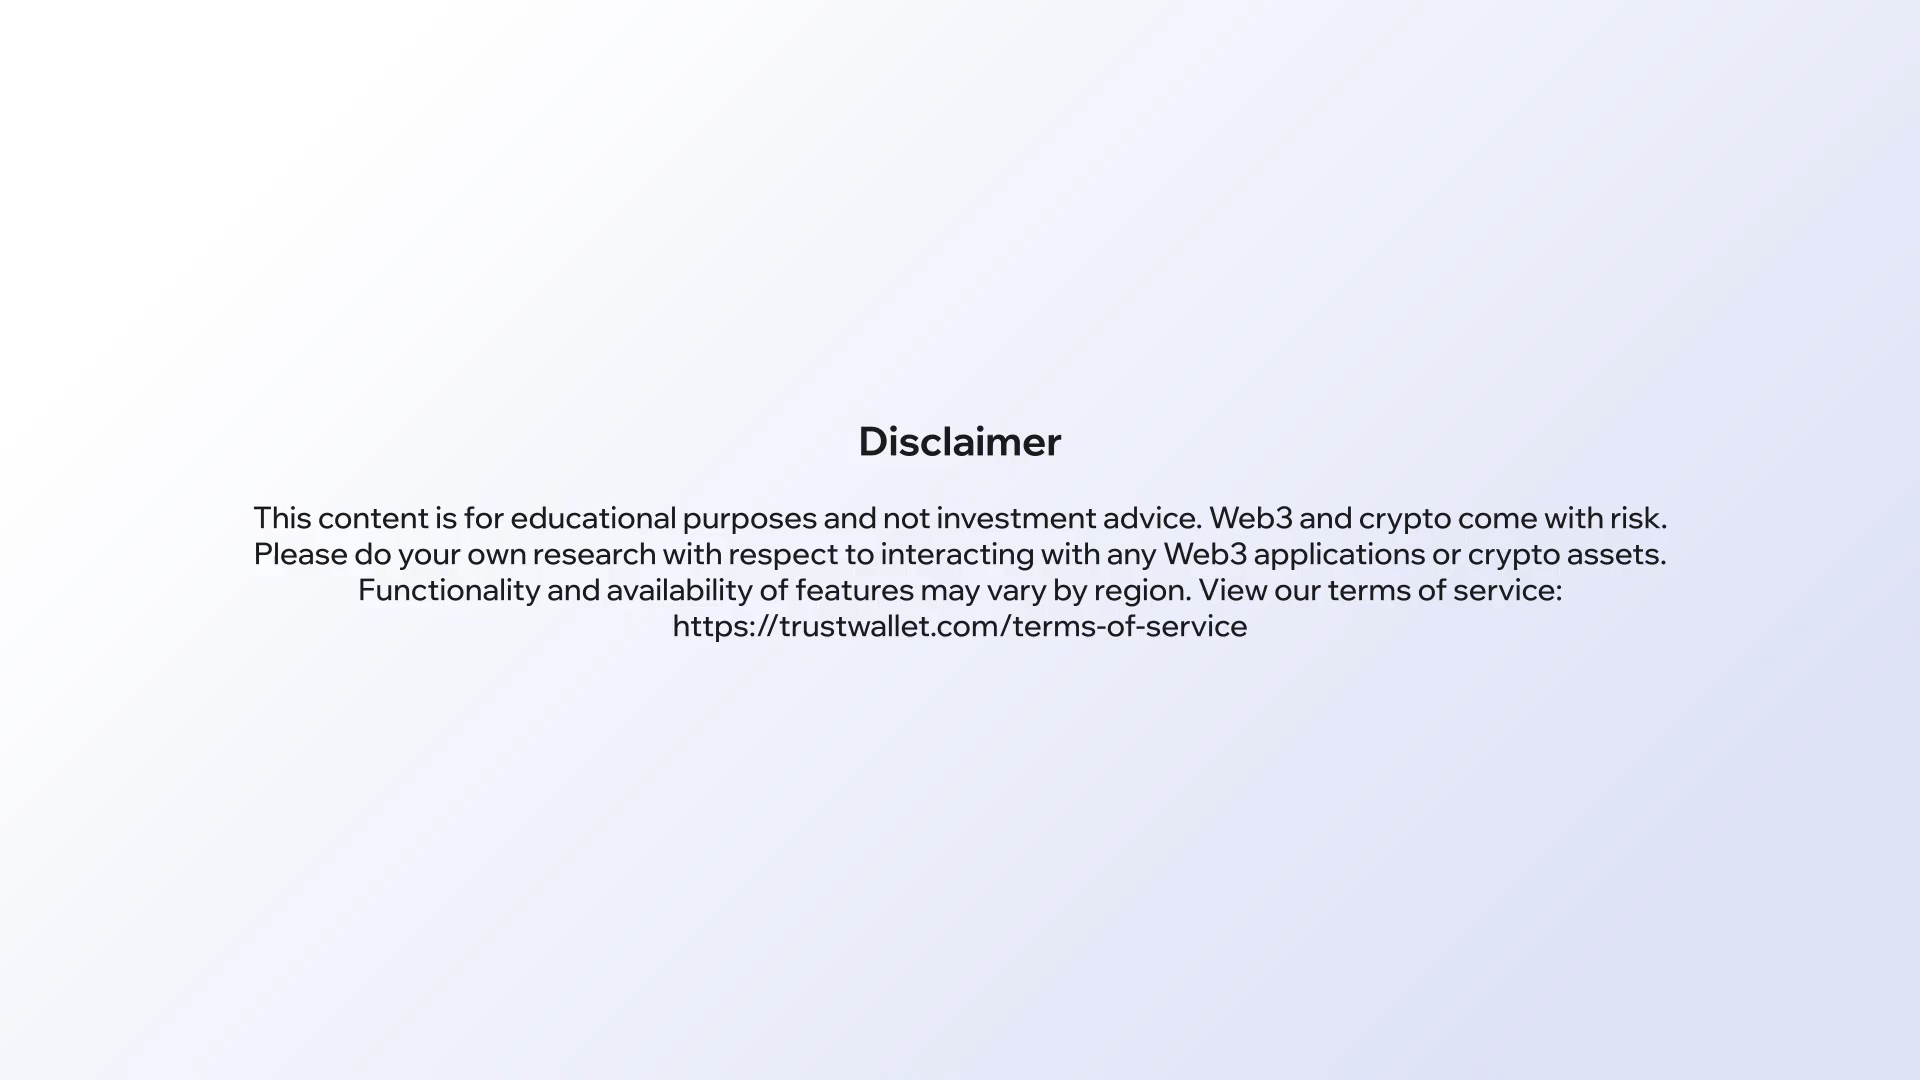 Disclaimer
This content is for educational purposes and not investment advice. Web3 and crypto come with risk.
Please do your own research with respect to interacting with any Web3 applications or crypto assets.
Functionality and availability of features may vary by region. View our terms of service:
https://trustwallet.com/terms-of-service